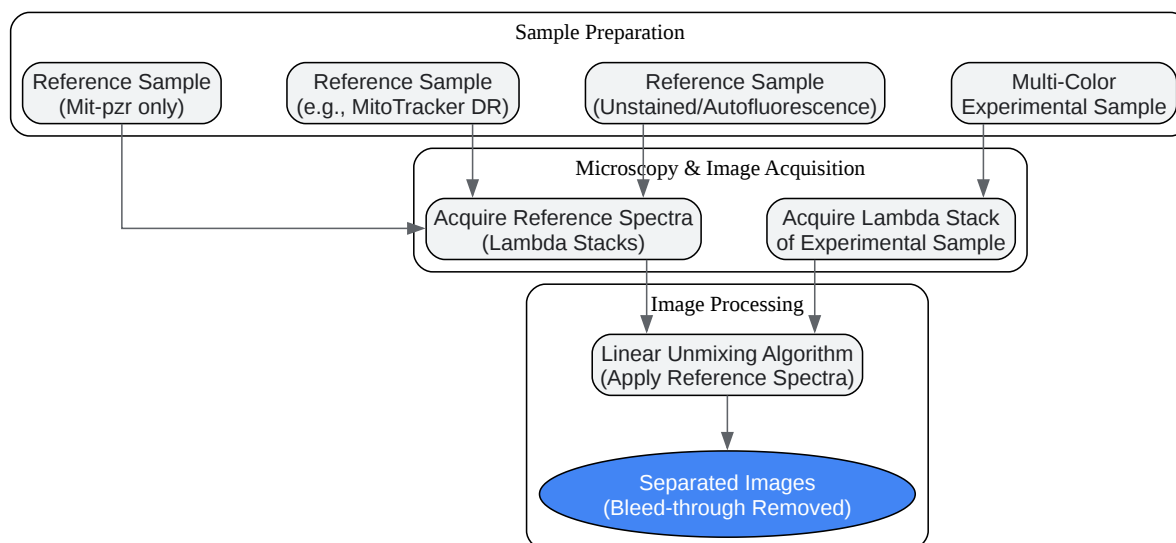 Sample Preparation
Reference Sample
(Mit-pzr only)
Reference Sample
(e.g., MitoTracker DR)
Reference Sample
(Unstained/Autofluorescence)
Multi-Color
Experimental Sample
Microscopy & Image Acquisition
Acquire Reference Spectra
(Lambda Stacks)
Acquire Lambda Stack
of Experimental Sample
Image Processing
Linear Unmixing Algorithm
(Apply Reference Spectra)
Separated Images
(Bleed-through Removed)